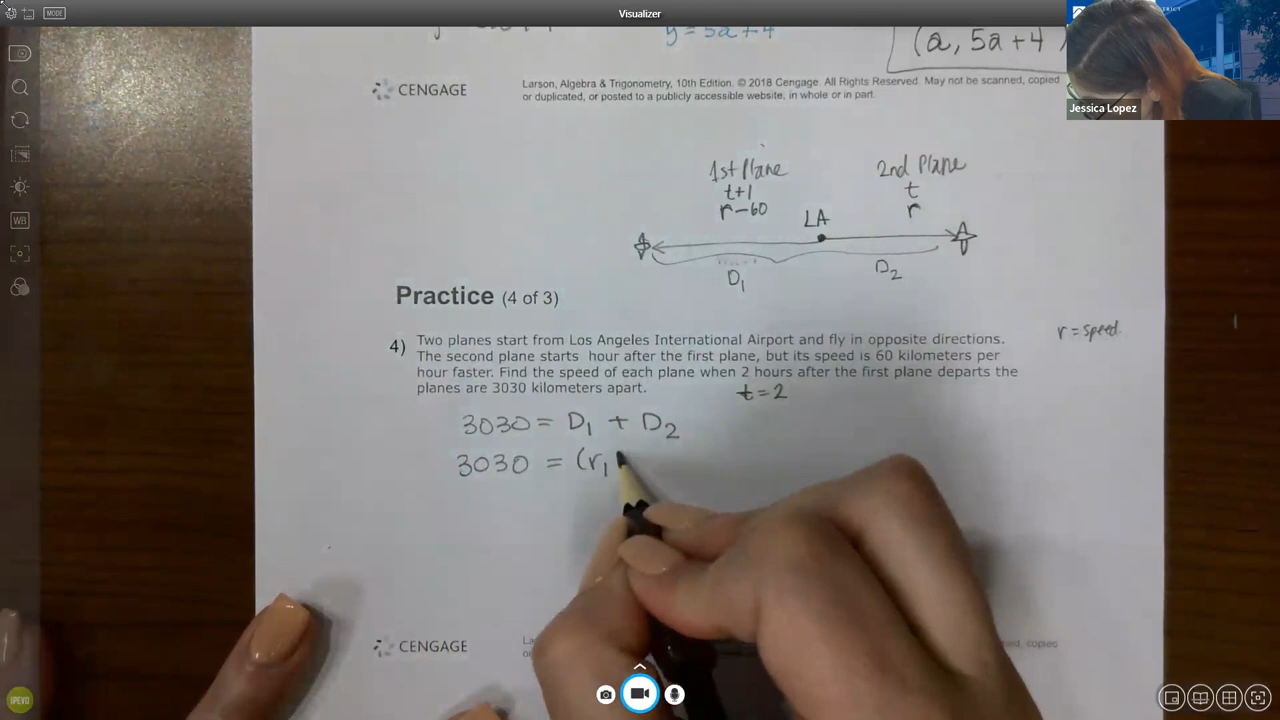 MODE
Visualizer
y = 5a + 4
(a, 5a + 4)
CENGAGE
Larson, Algebra & Trigonometry, 10th Edition. © 2018 Cengage. All Rights Reserved. May not be scanned, copied
or duplicated, or posted to a publicly accessible website, in whole or in part.
Jessica Lopez
1st Plane
t+1
r-60
2nd Plane
t
r
LA
D1
D2
Practice (4 of 3)
r = speed.
4) Two planes start from Los Angeles International Airport and fly in opposite directions.
The second plane starts hour after the first plane, but its speed is 60 kilometers per
hour faster. Find the speed of each plane when 2 hours after the first plane departs the
planes are 3030 kilometers apart.
t = 2
3030 = D1 + D2
3030 = (r1
WB
CENGAGE
copies
IPEVO